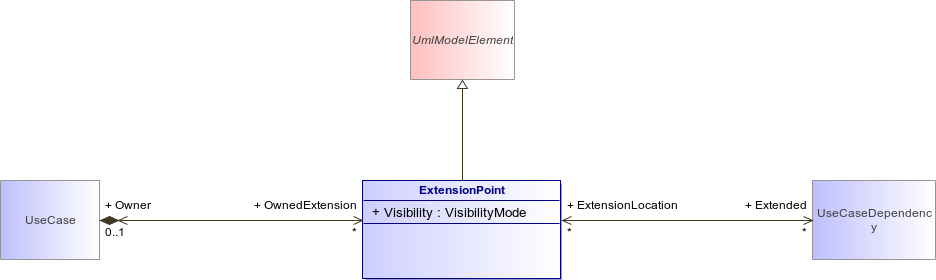 UmlModelElement
ExtensionPoint
+ Visibility : VisibilityMode
UseCase
+ Owner
0..1
+ OwnedExtension
*
+ ExtensionLocation
*
+ Extended
*
UseCaseDependenc
y